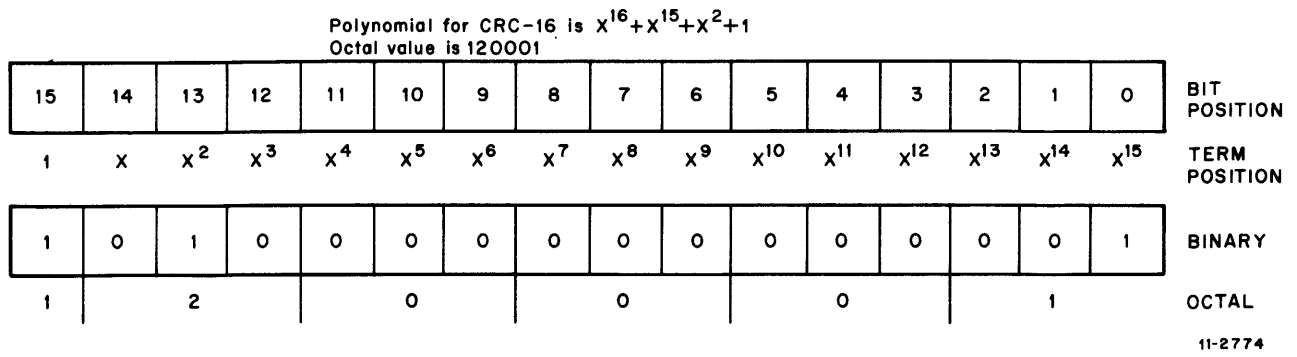 Polynomial for CRC-16 is X¹⁶+X¹⁵+X²+1
Octal value is 120001
15 14 13 12 11 10 9 8 7 6 5 4 3 2 1 0 BIT POSITION
1 X X² X³ X⁴ X⁵ X⁶ X⁷ X⁸ X⁹ X¹⁰ X¹¹ X¹² X¹³ X¹⁴ X¹⁵ TERM POSITION
1 0 1 0 0 0 0 0 0 0 0 0 0 0 0 1 BINARY
1 2 0 0 0 1 OCTAL
11-2774